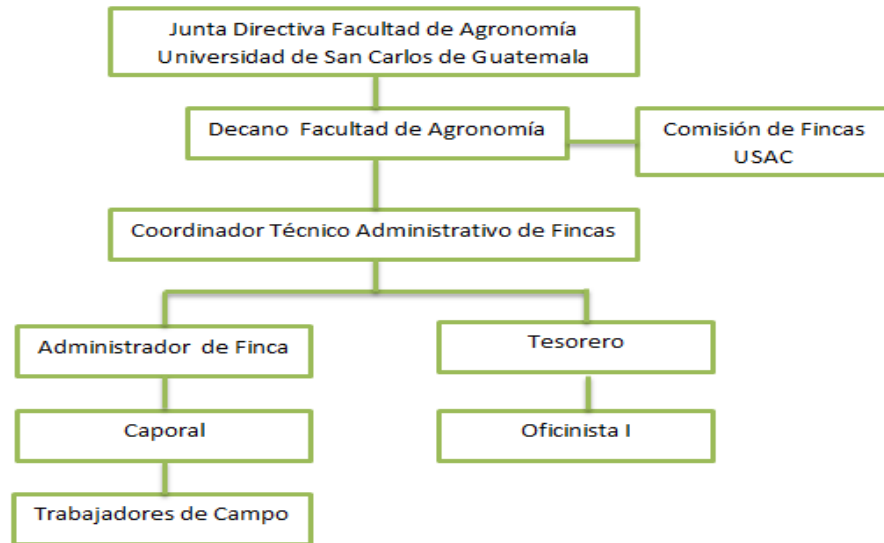 Junta Directiva Facultad de Agronomía
Universidad de San Carlos de Guatemala
Decano Facultad de Agronomía
Comisión de Fincas
USAC
Coordinador Técnico Administrativo de Fincas
Administrador de Finca
Tesorero
Caporal
Oficinista I
Trabajadores de Campo